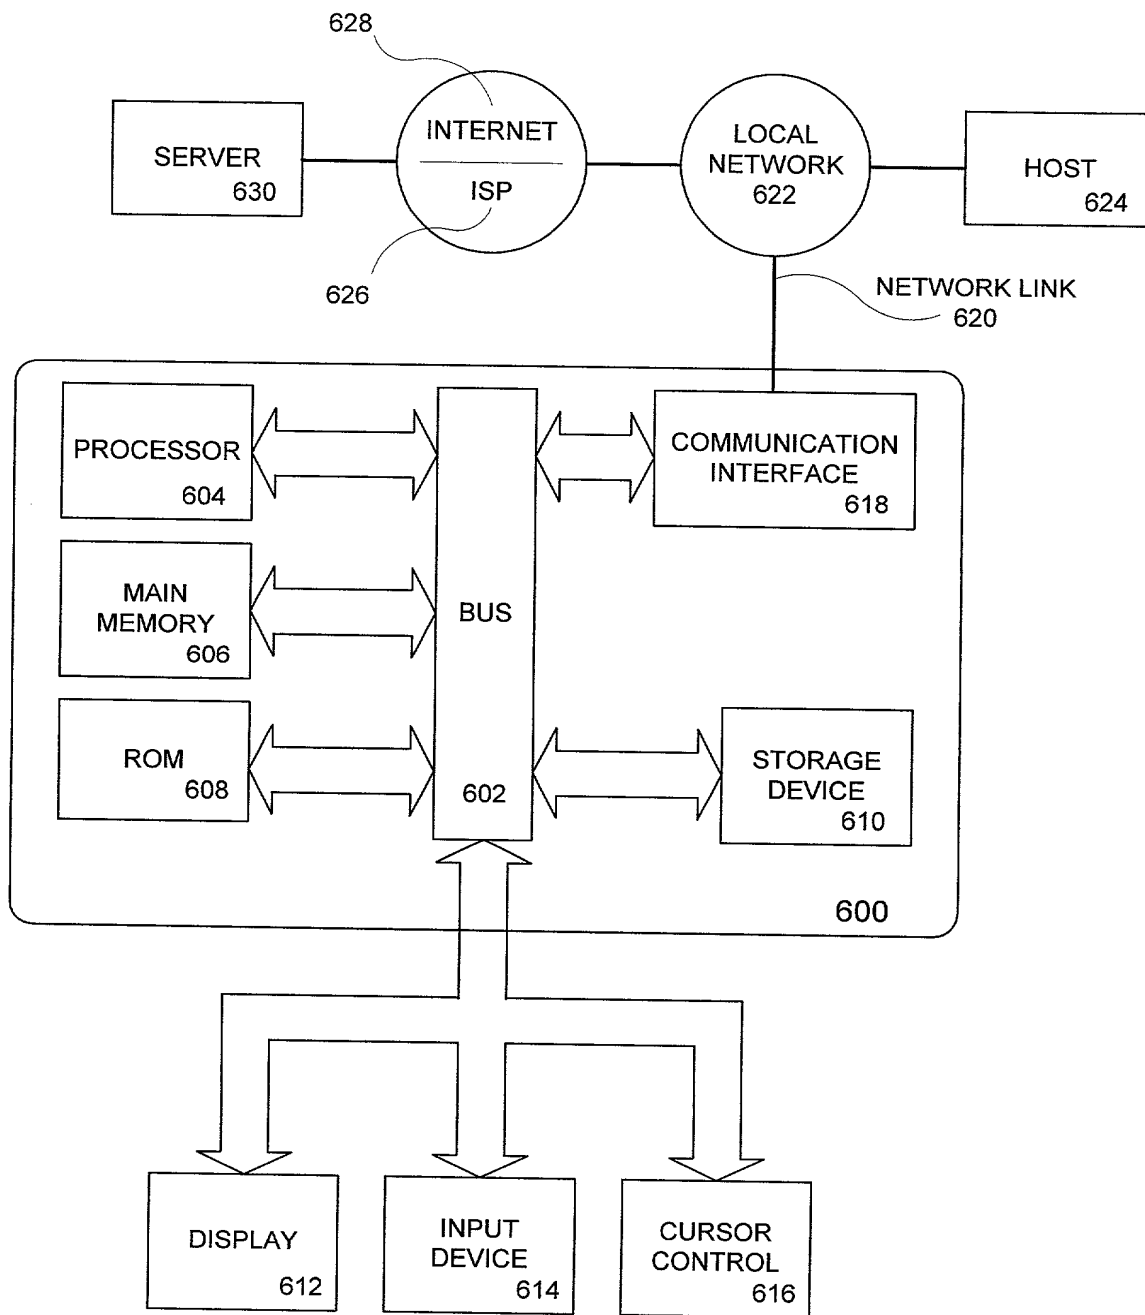 628
INTERNET
ISP
626
SERVER
630
LOCAL
NETWORK
622
HOST
624
NETWORK LINK
620
PROCESSOR
604
BUS
602
COMMUNICATION
INTERFACE
618
MAIN
MEMORY
606
ROM
608
STORAGE
DEVICE
610
600
DISPLAY
612
INPUT
DEVICE
614
CURSOR
CONTROL
616